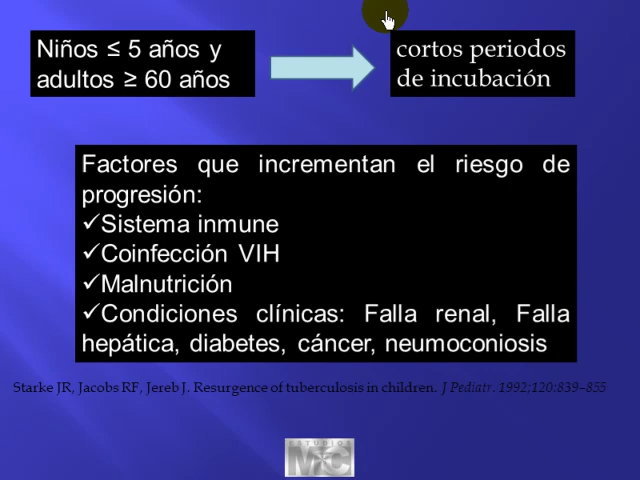 Niños ≤ 5 años y
adultos ≥ 60 años
cortos periodos
de incubación
Factores que incrementan el riesgo de
progresión:
✓Sistema inmune
✓Coinfección VIH
✓Malnutrición
✓Condiciones clínicas: Falla renal, Falla
hepática, diabetes, cáncer, neumoconiosis
Starke JR, Jacobs RF, Jereb J. Resurgence of tuberculosis in children. J Pediatr. 1992;120:839–855
ESTUDIOS
MC